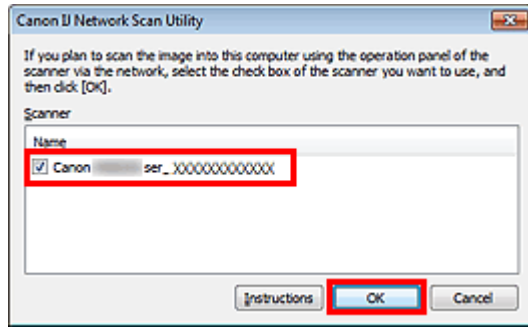 Canon IJ Network Scan Utility
If you plan to scan the image into this computer using the operation panel of the
scanner via the network, select the check box of the scanner you want to use, and
then click [OK].
Scanner
Name
Canon ser_XXXXXXXXXXXXX
Instructions OK Cancel